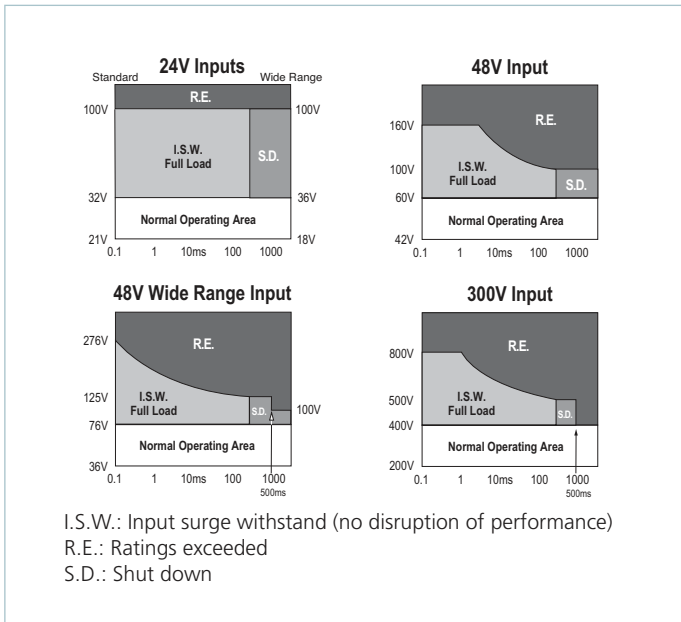 24V Inputs
Standard
Wide Range
R.E.
100V
100V
I.S.W.
Full Load
S.D.
32V
36V
Normal Operating Area
21V
18V
0.1 1 10ms 100 1000
48V Input
R.E.
160V
I.S.W.
Full Load
100V
S.D.
60V
Normal Operating Area
42V
0.1 1 10ms 100 1000
48V Wide Range Input
276V
R.E.
125V
I.S.W.
Full Load
S.D.
100V
76V
Normal Operating Area
36V
0.1 1 10ms 100 1000
500ms
300V Input
R.E.
800V
500V
I.S.W.
Full Load
S.D.
400V
Normal Operating Area
200V
0.1 1 10ms 100 1000
500ms
I.S.W.: Input surge withstand (no disruption of performance)
R.E.: Ratings exceeded
S.D.: Shut down